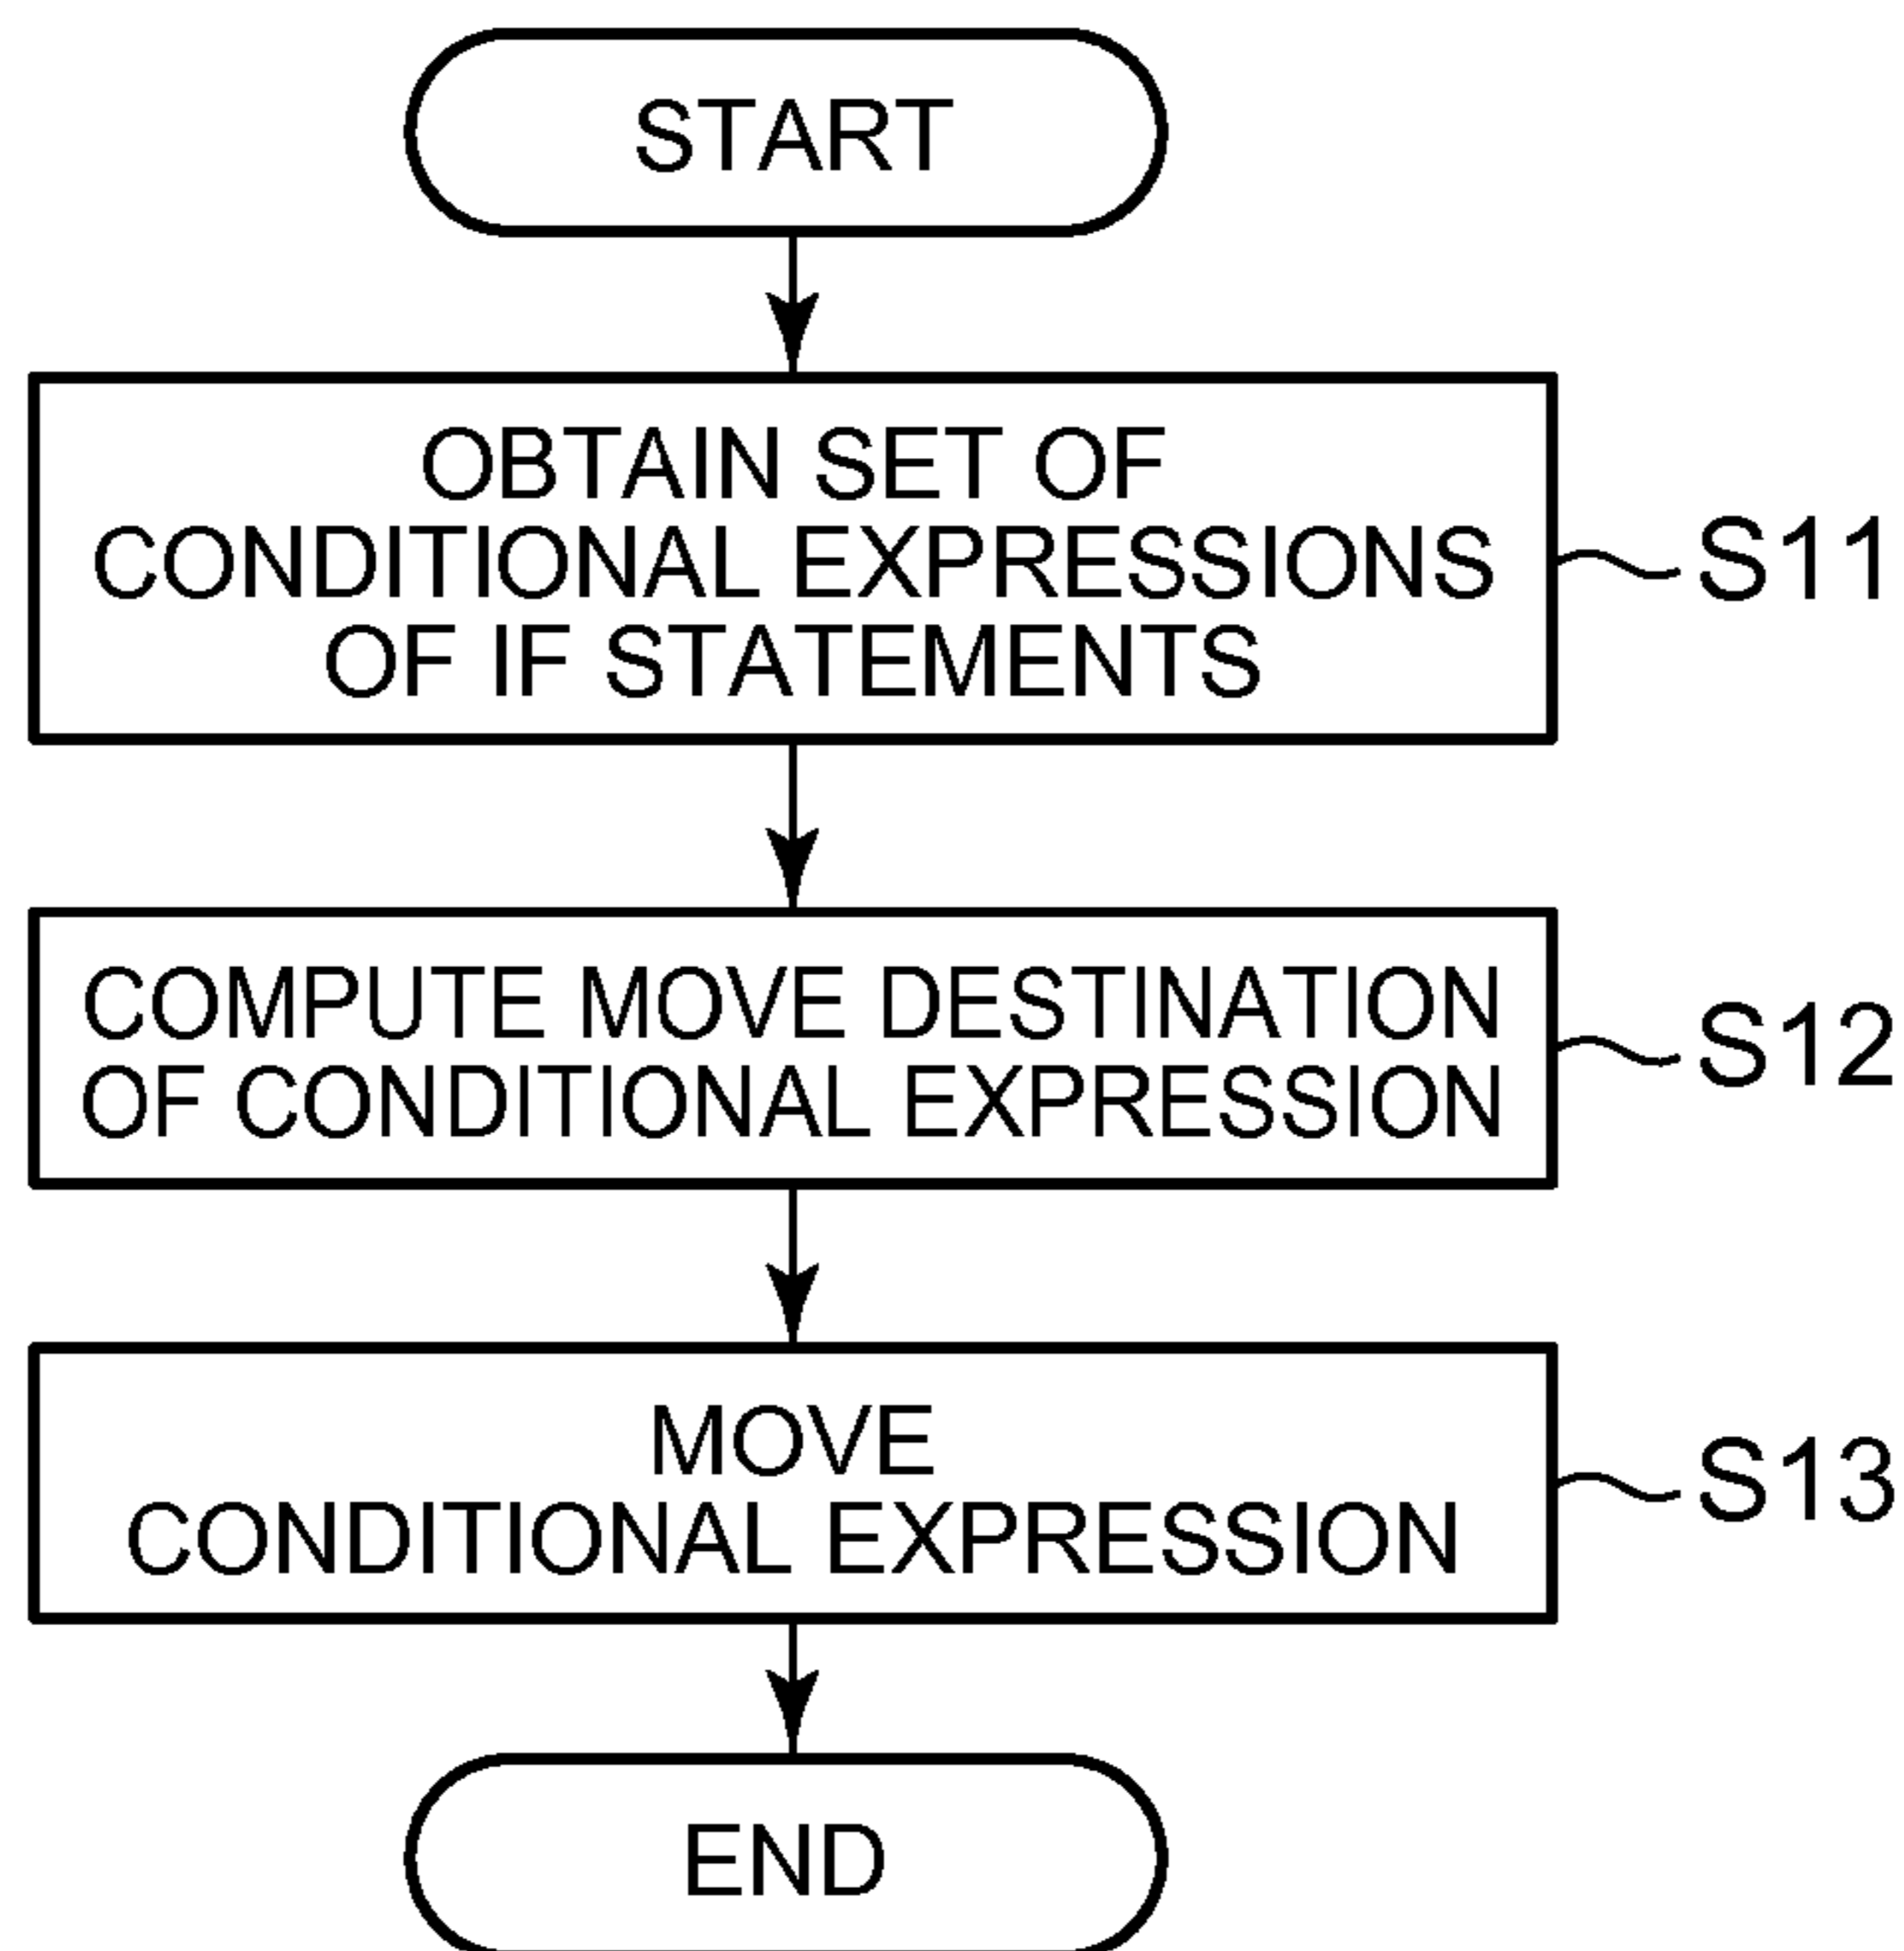 START
OBTAIN SET OF
CONDITIONAL EXPRESSIONS
OF IF STATEMENTS
S11
COMPUTE MOVE DESTINATION
OF CONDITIONAL EXPRESSION
S12
MOVE
CONDITIONAL EXPRESSION
S13
END